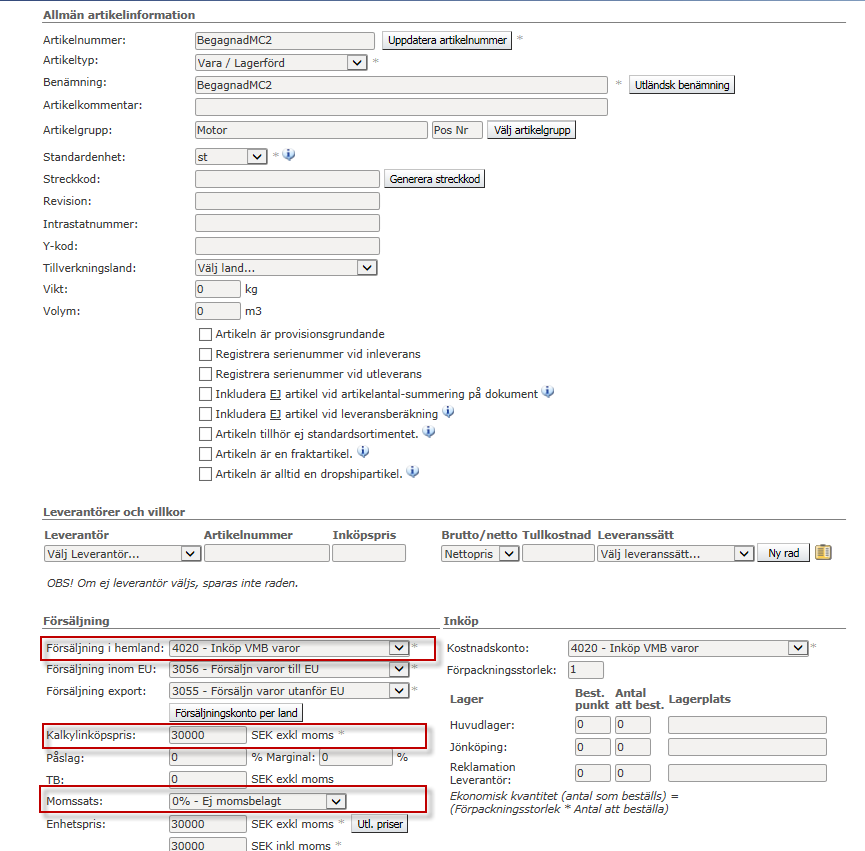 Allmän artikelinformation
Artikelnummer: BegagnadMC2 Uppdatera artikelnummer *
Artikeltyp: Vara / Lagerförd *
Benämning: BegagnadMC2 * Utländsk benämning
Artikelkommentar:
Artikelgrupp: Motor Pos Nr Välj artikelgrupp
Standardenhet: st *
Streckkod: Generera streckkod
Revision:
Intrastatnummer:
Y-kod:
Tillverkningsland: Välj land...
Vikt: 0 kg
Volym: 0 m3
Artikeln är provisionsgrundande
Registrera serienummer vid inleverans
Registrera serienummer vid utleverans
Inkludera EJ artikel vid artikelantal-summering på dokument
Inkludera EJ artikel vid leveransberäkning
Artikeln tillhör ej standardsortimentet.
Artikeln är en fraktartikel.
Artikeln är alltid en dropshipartikel.
Leverantörer och villkor
Leverantör Artikelnummer Inköpspris Brutto/netto Tullkostnad Leveranssätt
Välj Leverantör... Nettopris Välj leveranssätt... Ny rad
OBS! Om ej leverantör väljs, sparas inte raden.
Försäljning
Försäljning i hemland: 4020 - Inköp VMB varor *
Försäljning inom EU: 3056 - Försäljn varor till EU *
Försäljning export: 3055 - Försäljn varor utanför EU *
Försäljningskonto per land
Kalkylinköpspris: 30000 SEK exkl moms *
Påslag: 0 % Marginal: 0 %
TB: 0 SEK exkl moms
Momssats: 0% - Ej momsbelagt
Enhetspris: 30000 SEK exkl moms * Utl. priser
30000 SEK inkl moms *
Inköp
Kostnadskonto: 4020 - Inköp VMB varor *
Förpackningsstorlek: 1
Lager Best. punkt Antal att best. Lagerplats
Huvudlager: 0 0
Jönköping: 0 0
Reklamation
Leverantör: 0 0
Ekonomisk kvantitet (antal som beställs) =
(Förpackningsstorlek * Antal att beställa)